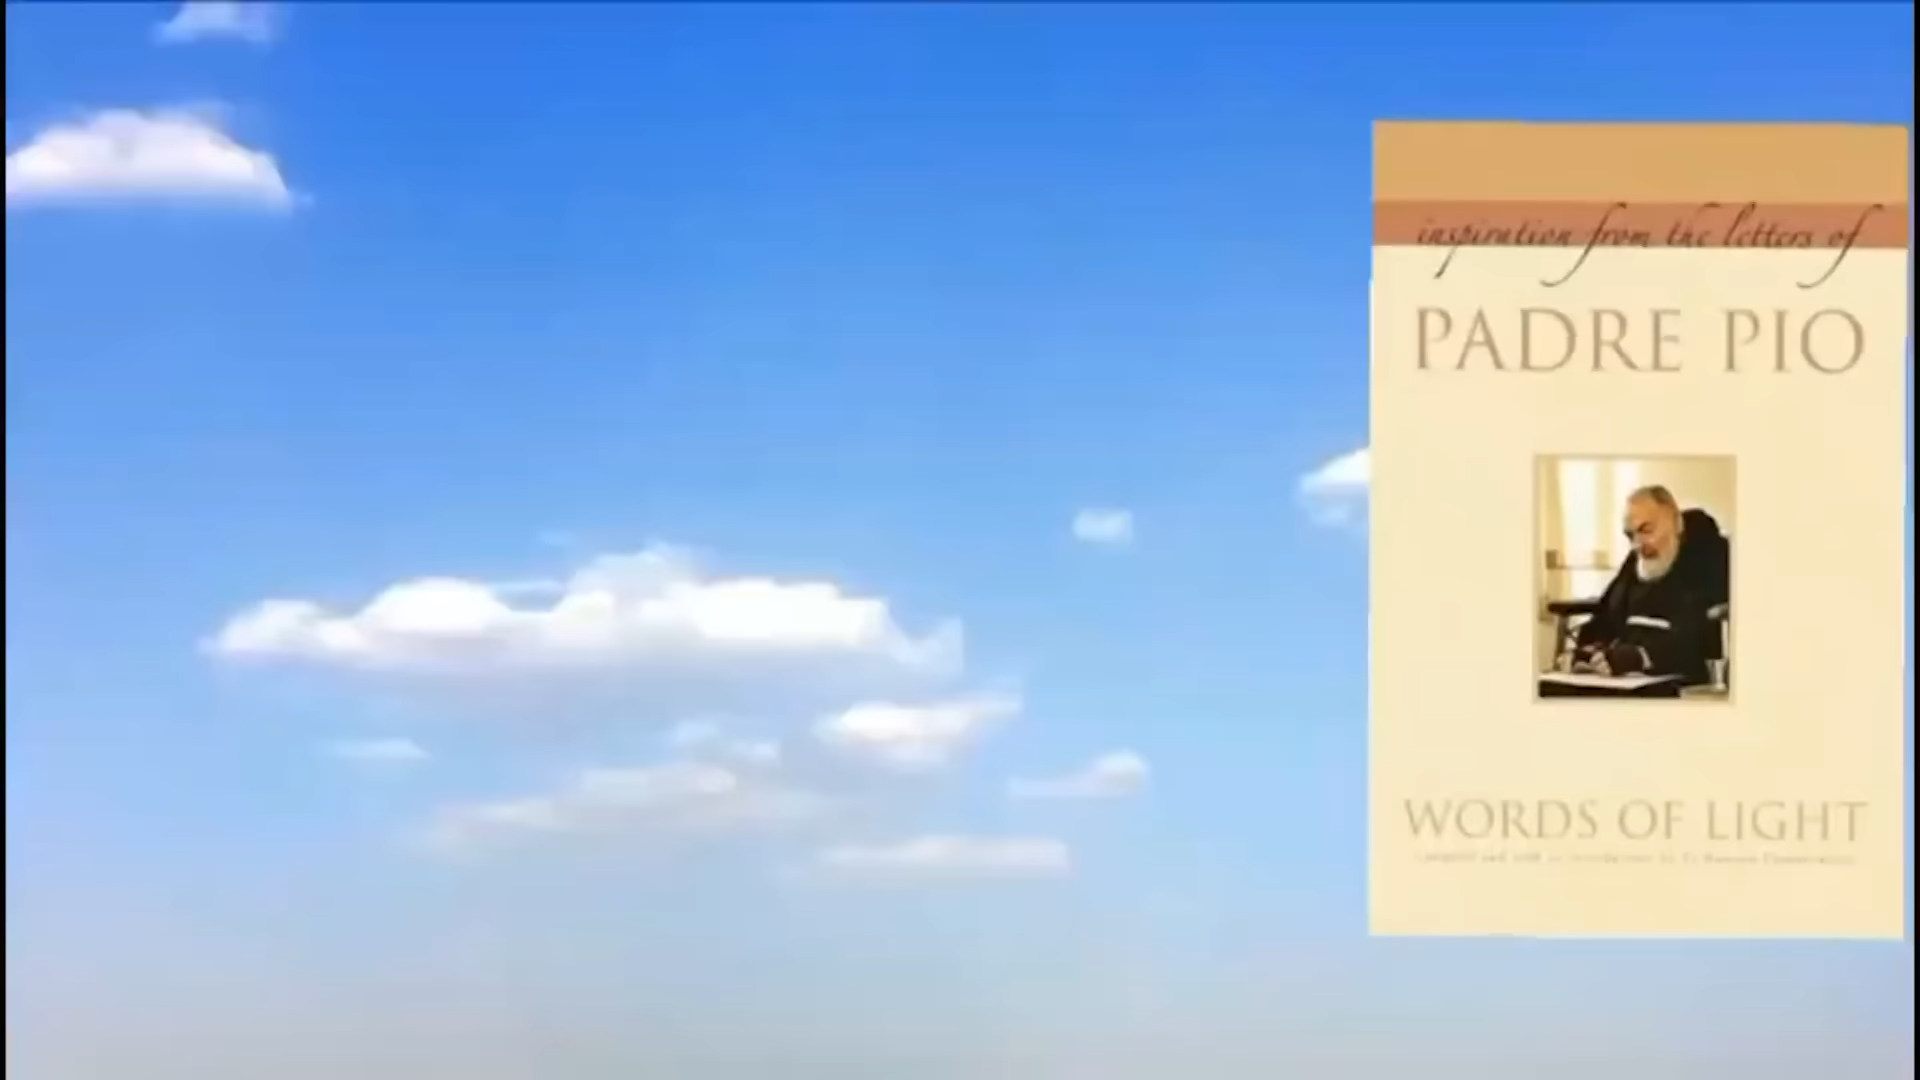 inspiration from the letters of
PADRE PIO
WORDS OF LIGHT